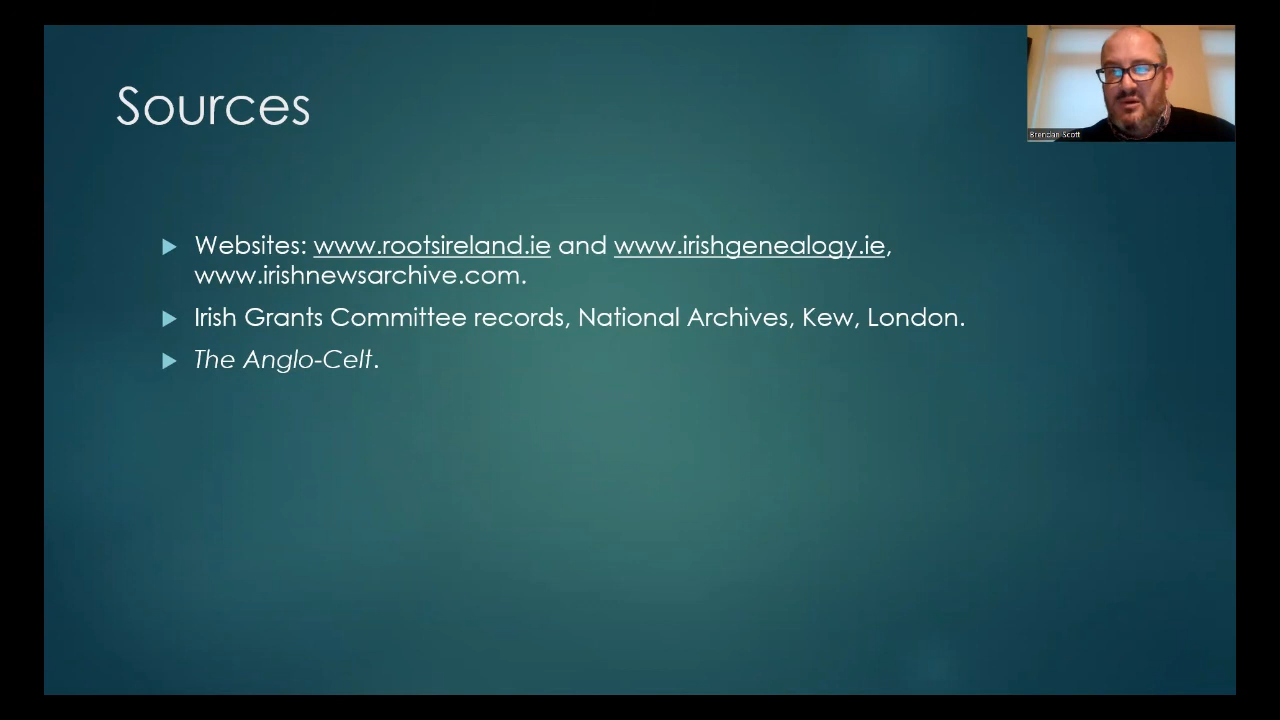 Sources
Brendan Scott
Websites: www.rootsireland.ie and www.irishgenealogy.ie,
www.irishnewsarchive.com.
Irish Grants Committee records, National Archives, Kew, London.
The Anglo-Celt.